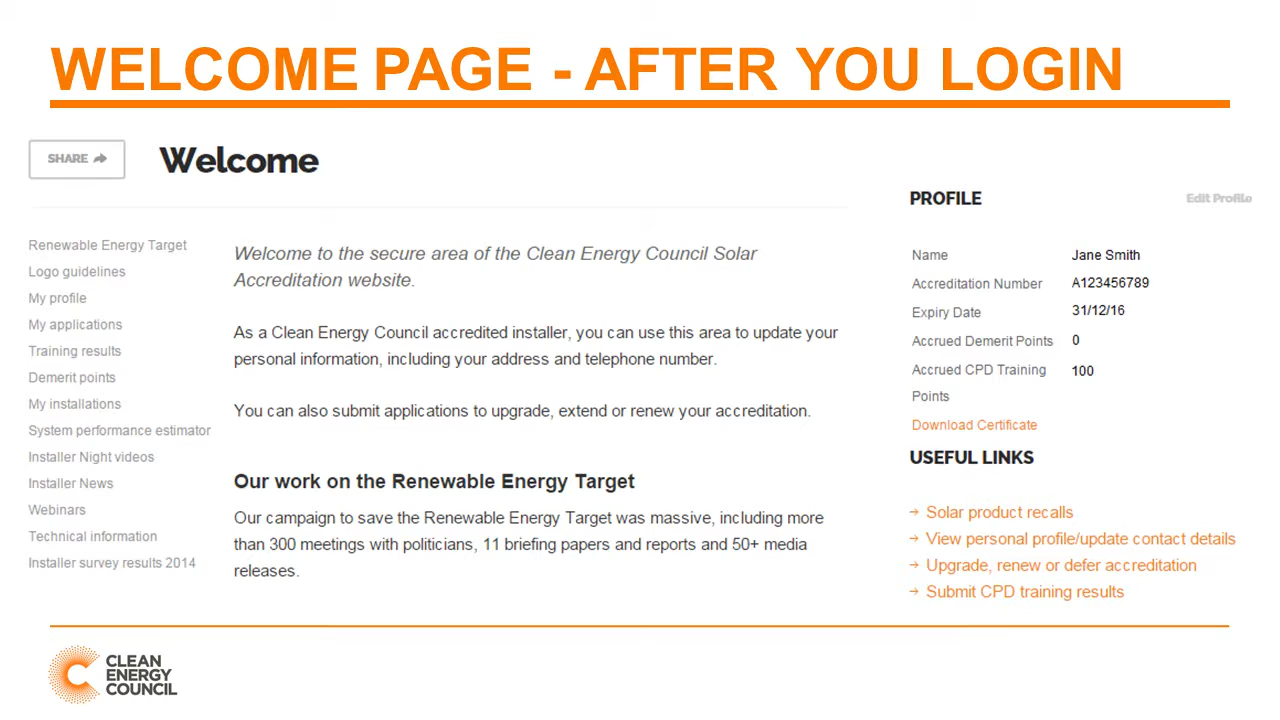 WELCOME PAGE - AFTER YOU LOGIN
SHARE
Welcome
Renewable Energy Target
Logo guidelines
My profile
My applications
Training results
Demerit points
My installations
System performance estimator
Installer Night videos
Installer News
Webinars
Technical information
Installer survey results 2014
Welcome to the secure area of the Clean Energy Council Solar
Accreditation website.
As a Clean Energy Council accredited installer, you can use this area to update your
personal information, including your address and telephone number.
You can also submit applications to upgrade, extend or renew your accreditation.
Our work on the Renewable Energy Target
Our campaign to save the Renewable Energy Target was massive, including more
than 300 meetings with politicians, 11 briefing papers and reports and 50+ media
releases.
PROFILE Edit Profile
Name Jane Smith
Accreditation Number A123456789
Expiry Date 31/12/16
Accrued Demerit Points 0
Accrued CPD Training 100
Points
Download Certificate
USEFUL LINKS
→ Solar product recalls
→ View personal profile/update contact details
→ Upgrade, renew or defer accreditation
→ Submit CPD training results
CLEAN
ENERGY
COUNCIL